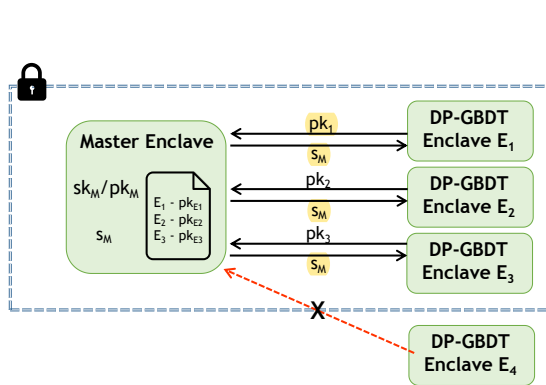 Master Enclave
skM/pkM
sM
E1 - pkE1
E2 - pkE2
E3 - pkE3
pk1
sM
pk2
sM
pk3
sM
DP-GBDT
Enclave E1
DP-GBDT
Enclave E2
DP-GBDT
Enclave E3
X
DP-GBDT
Enclave E4